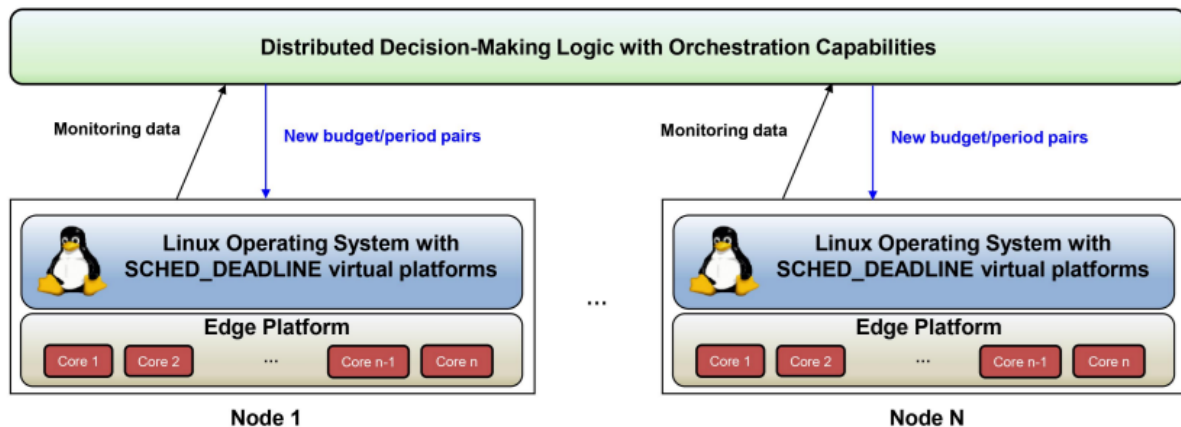 Distributed Decision-Making Logic with Orchestration Capabilities
Monitoring data
New budget/period pairs
Monitoring data
New budget/period pairs
Linux Operating System with
SCHED_DEADLINE virtual platforms
Edge Platform
Core 1 Core 2 ... Core n-1 Core n
Node 1
...
Linux Operating System with
SCHED_DEADLINE virtual platforms
Edge Platform
Core 1 Core 2 ... Core n-1 Core n
Node N